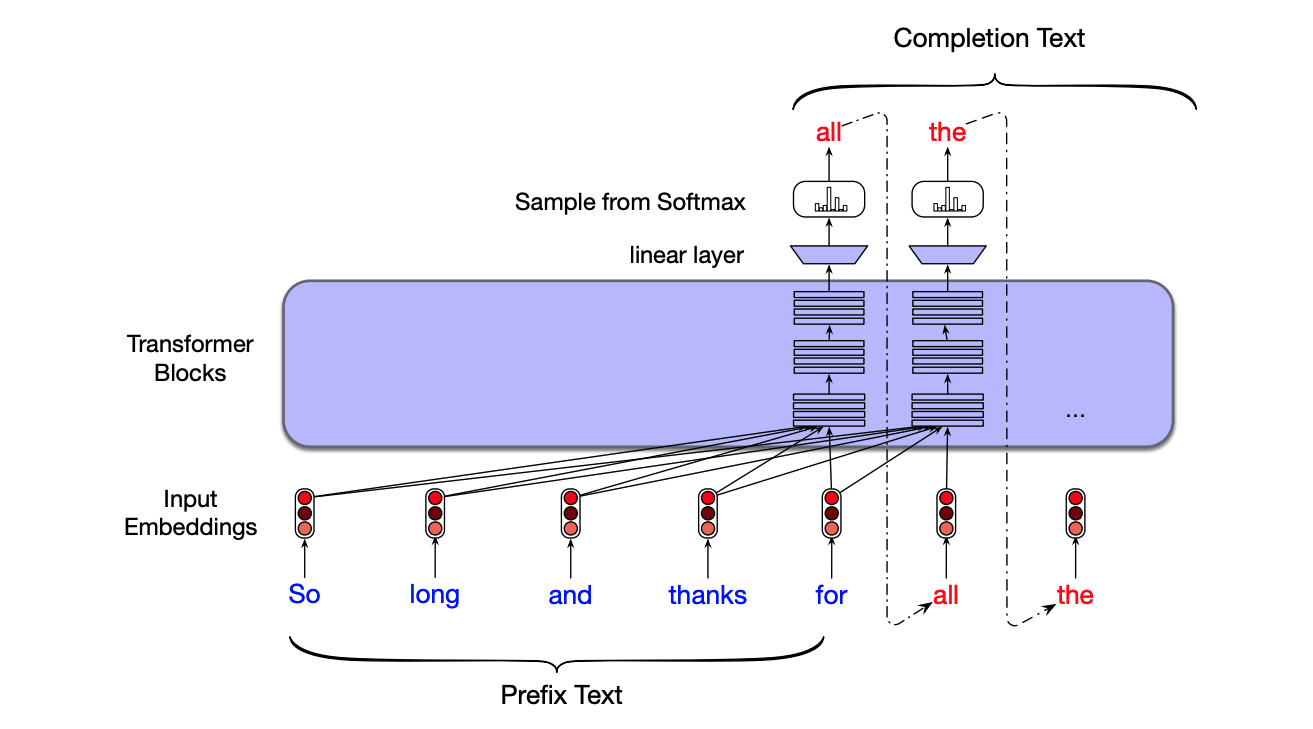 Completion Text
all the
Sample from Softmax
linear layer
Transformer
Blocks
...
Input
Embeddings
So long and thanks for all the
Prefix Text